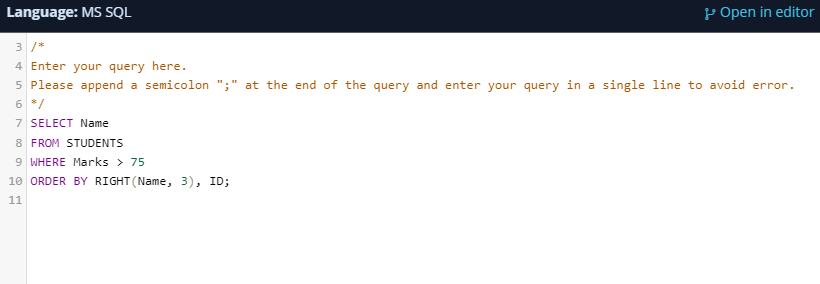 Language: MS SQL
Open in editor
3 /*
4 Enter your query here.
5 Please append a semicolon ";" at the end of the query and enter your query in a single line to avoid error.
6 */
7 SELECT Name
8 FROM STUDENTS
9 WHERE Marks > 75
10 ORDER BY RIGHT(Name, 3), ID;
11